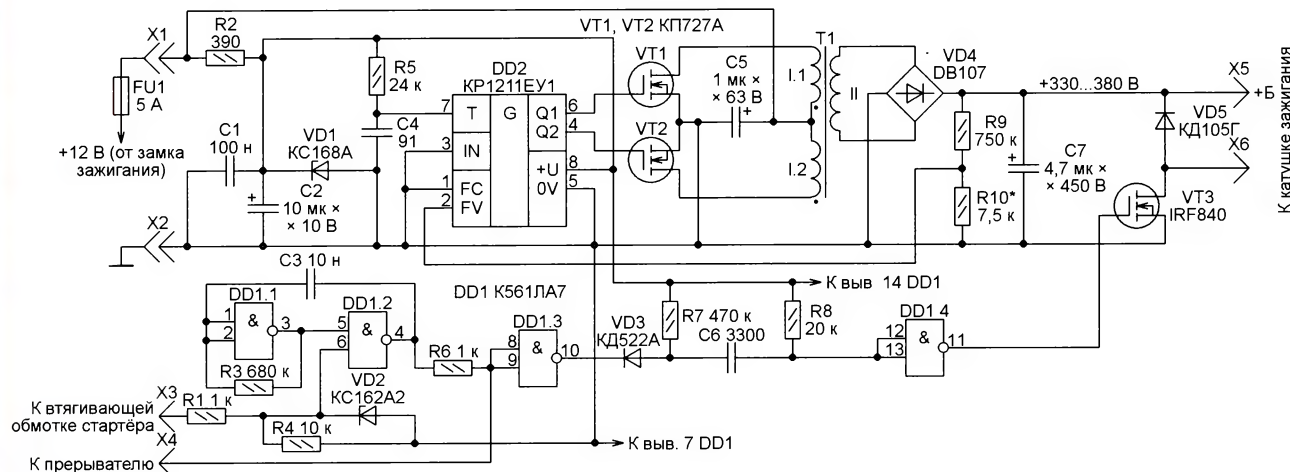 X1
R2
390
FU1
5 А
+12 В (от замка
зажигания)
C1
100 н
VD1
КС168А
C2
10 мк ×
× 10 В
X2
R5
24 к
C4
91
DD2
КР1211ЕУ1
7
T
G
Q1
6
Q2
4
3
IN
+U
8
1
FC
0V
5
2
FV
VT1, VT2 КП727А
VT1
VT2
C5
1 мк ×
× 63 В
+
T1
I.1
I.2
II
VD4
DB107
+330...380 В
R9
750 к
R10*
7,5 к
+
C7
4,7 мк ×
× 450 В
VD5
КД105Г
VT3
IRF840
X5
+Б
X6
К катушке зажигания
+
C3 10 н
DD1.1
1
2
&
3
R3 680 к
DD1.2
5
6
&
4
DD1 К561ЛА7
R6 1 к
DD1.3
8
9
&
10
VD3
КД522А
R7 470 к
C6 3300
R8
20 к
К выв 14 DD1
DD1 4
12
13
&
11
X3
К втягивающей
обмотке стартёра
R1 1 к
VD2
КС162А2
R4 10 к
К выв. 7 DD1
X4
К прерывателю